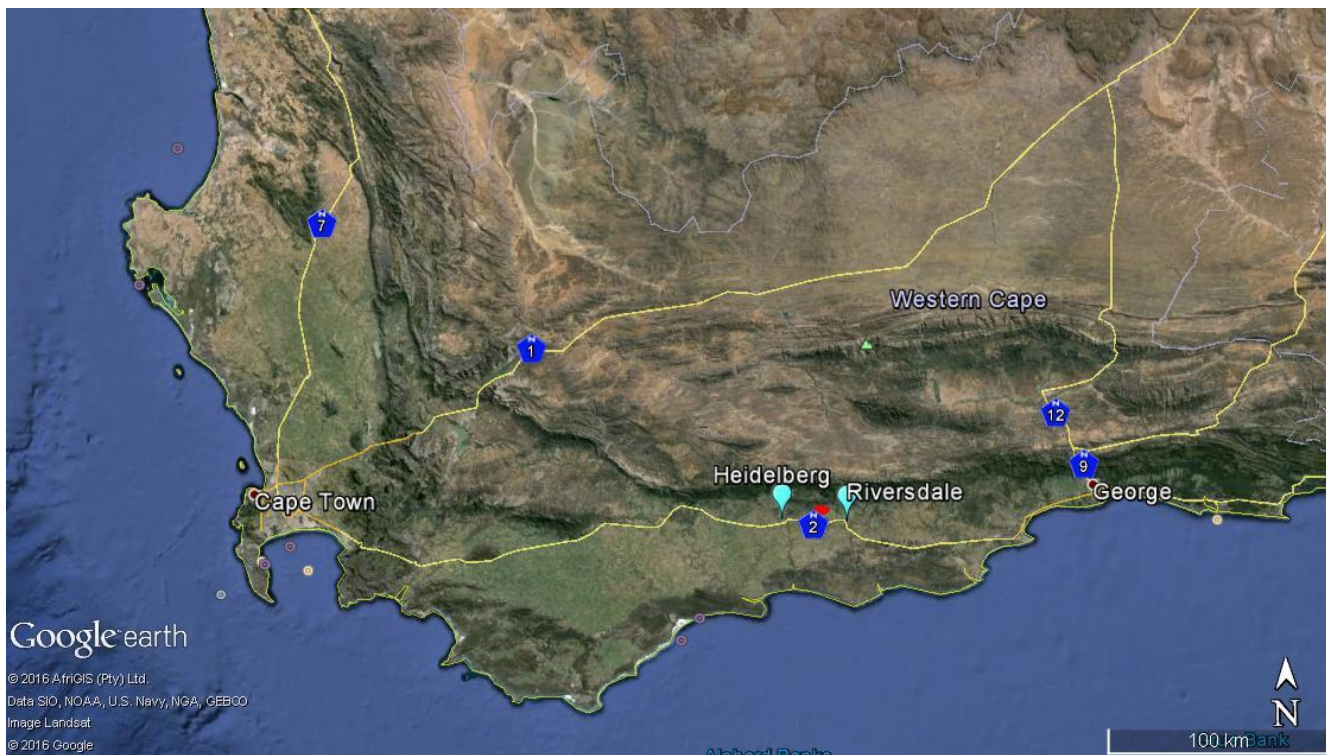 N
7
Western Cape
N
1
N
12
N
9
Heidelberg
Riversdale
George
Cape Town
N
2
Google earth
© 2016 AfriGIS (Pty) Ltd.
Data SIO, NOAA, U.S. Navy, NGA, GEBCO
Image Landsat
© 2016 Google
N
100 km
Bank